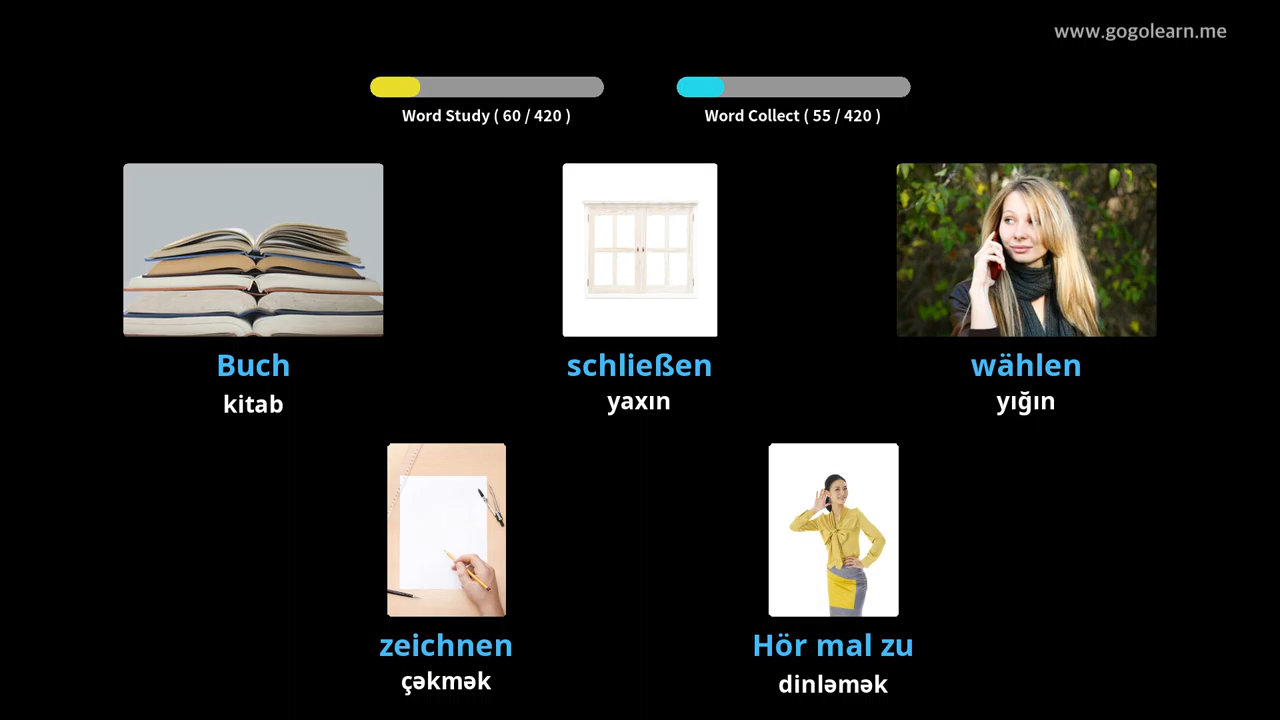 www.gogolearn.me
Word Study ( 60 / 420 )
Word Collect ( 55 / 420 )
Buch
kitab
schließen
yaxın
wählen
yığın
zeichnen
çəkmək
Hör mal zu
dinləmək